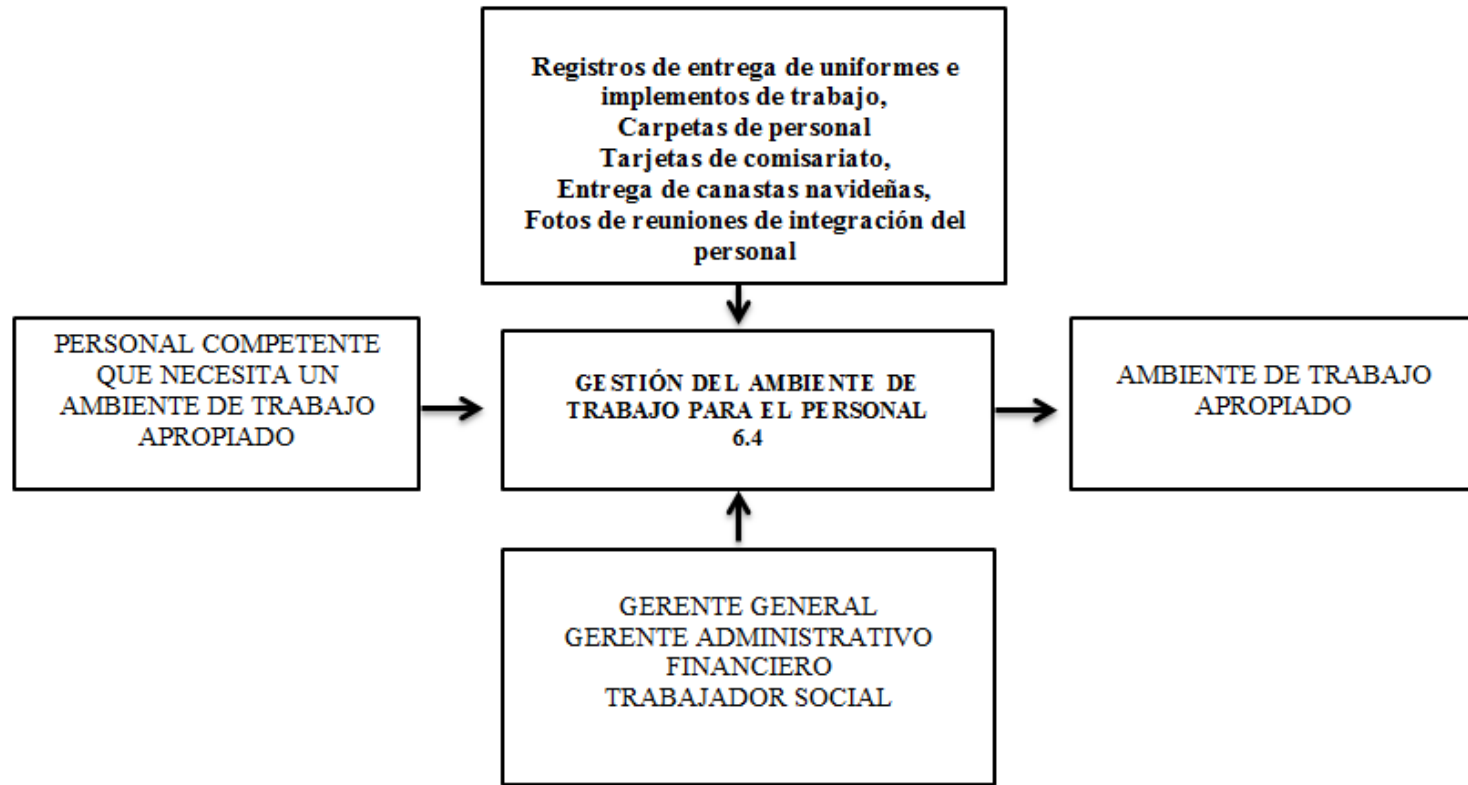 Registros de entrega de uniformes e
implementos de trabajo,
Carpetas de personal
Tarjetas de comisariato,
Entrega de canastas navideñas,
Fotos de reuniones de integración del
personal
PERSONAL COMPETENTE
QUE NECESITA UN
AMBIENTE DE TRABAJO
APROPIADO
GESTIÓN DEL AMBIENTE DE
TRABAJO PARA EL PERSONAL
6.4
AMBIENTE DE TRABAJO
APROPIADO
GERENTE GENERAL
GERENTE ADMINISTRATIVO
FINANCIERO
TRABAJADOR SOCIAL